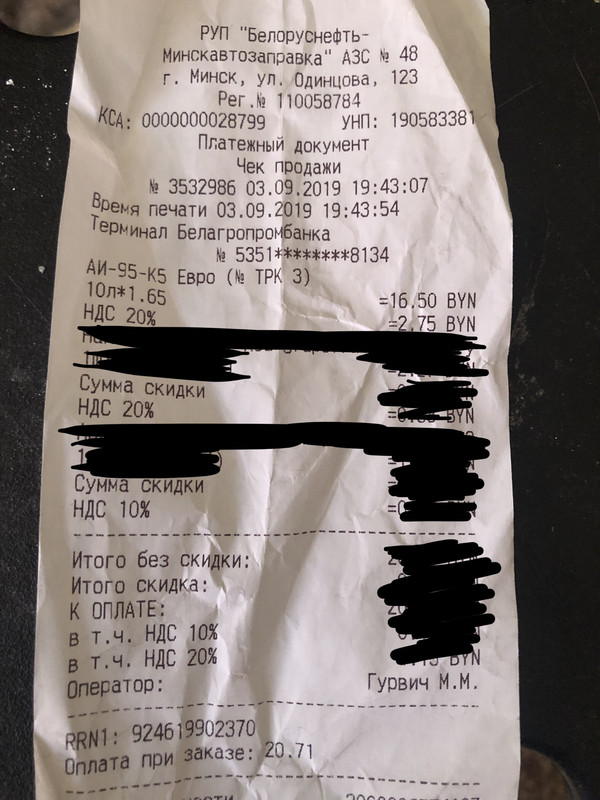 РУП "Белоруснефть-
Минскавтозаправка" АЗС № 48
г. Минск, ул. Одинцова, 123
Рег.№ 110058784
КСА: 0000000028799 УНП: 190583381
Платежный документ
Чек продажи
№ 3532986 03.09.2019 19:43:07
Время печати 03.09.2019 19:43:54
Терминал Белагропромбанка
№ 5351********8134
АИ-95-К5 Евро (№ ТРК 3)
10л*1.65 =16.50 BYN
НДС 20% =2.75 BYN
Сумма скидки
НДС 20% BYN
Сумма скидки
НДС 10%
Итого без скидки:
Итого скидка:
К ОПЛАТЕ:
в т.ч. НДС 10%
в т.ч. НДС 20% BYN
Оператор: Гурвич М.М.
RRN1: 924619902370
Оплата при заказе: 20.71